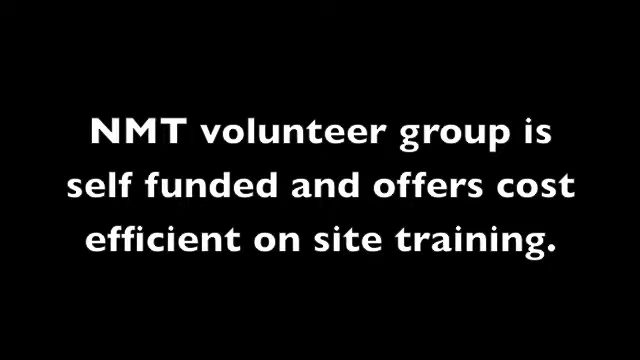 NMT volunteer group is
self funded and offers cost
efficient on site training.